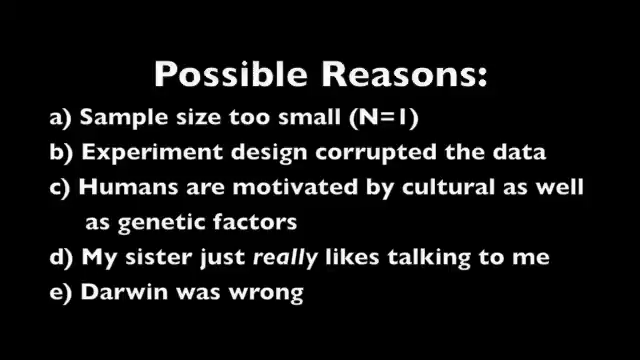 Possible Reasons:
a) Sample size too small (N=1)
b) Experiment design corrupted the data
c) Humans are motivated by cultural as well
as genetic factors
d) My sister just really likes talking to me
e) Darwin was wrong